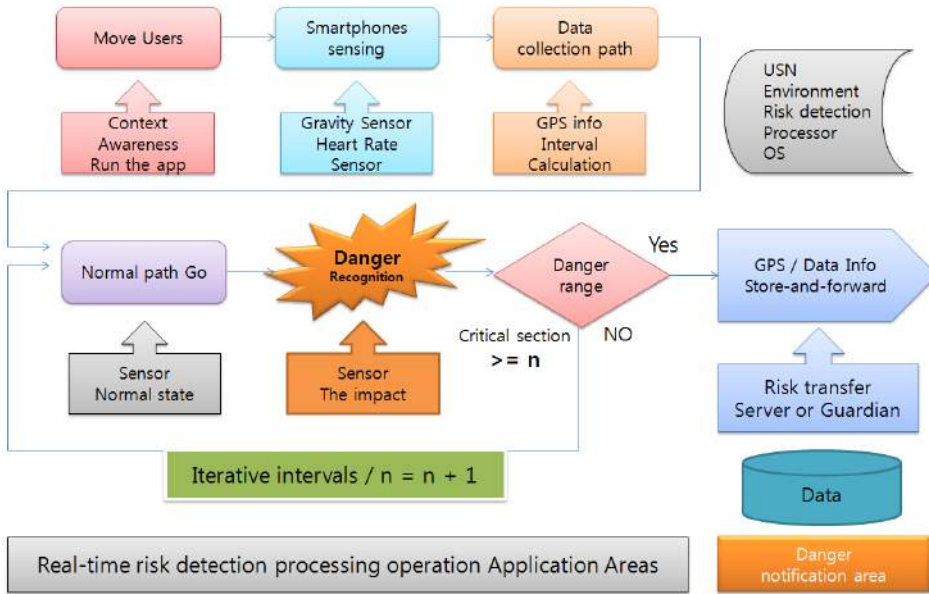 Move Users
Smartphones
sensing
Data
collection path
USN
Environment
Risk detection
Processor
OS
Context
Awareness
Run the app
Gravity Sensor
Heart Rate
Sensor
GPS info
Interval
Calculation
Normal path Go
Danger
Recognition
Danger
range
Yes
GPS / Data Info
Store-and-forward
Critical section
>= n
NO
Sensor
Normal state
Sensor
The impact
Risk transfer
Server or Guardian
Iterative intervals / n = n + 1
Data
Real-time risk detection processing operation Application Areas
Danger
notification area